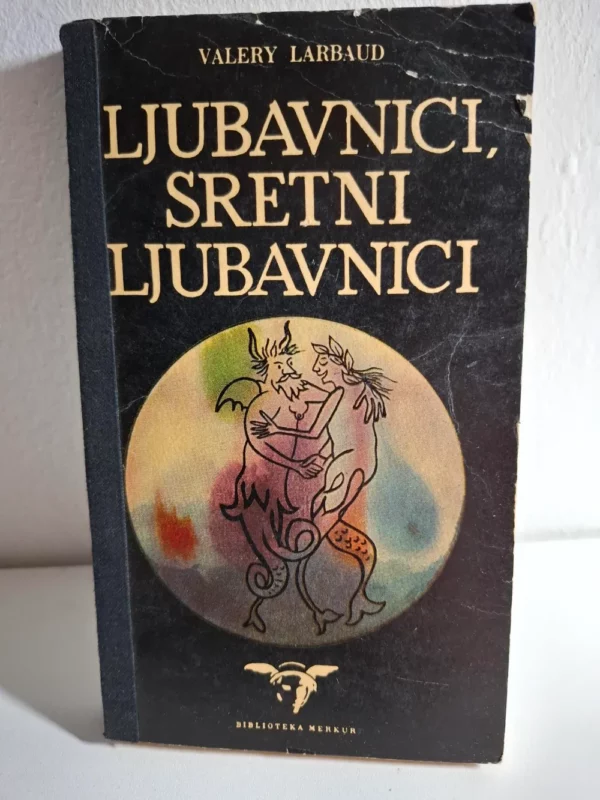 VALERY LARBAUD
LJUBAVNICI,
SRETNI
LJUBAVNICI
BIBLIOTEKA MERKUR